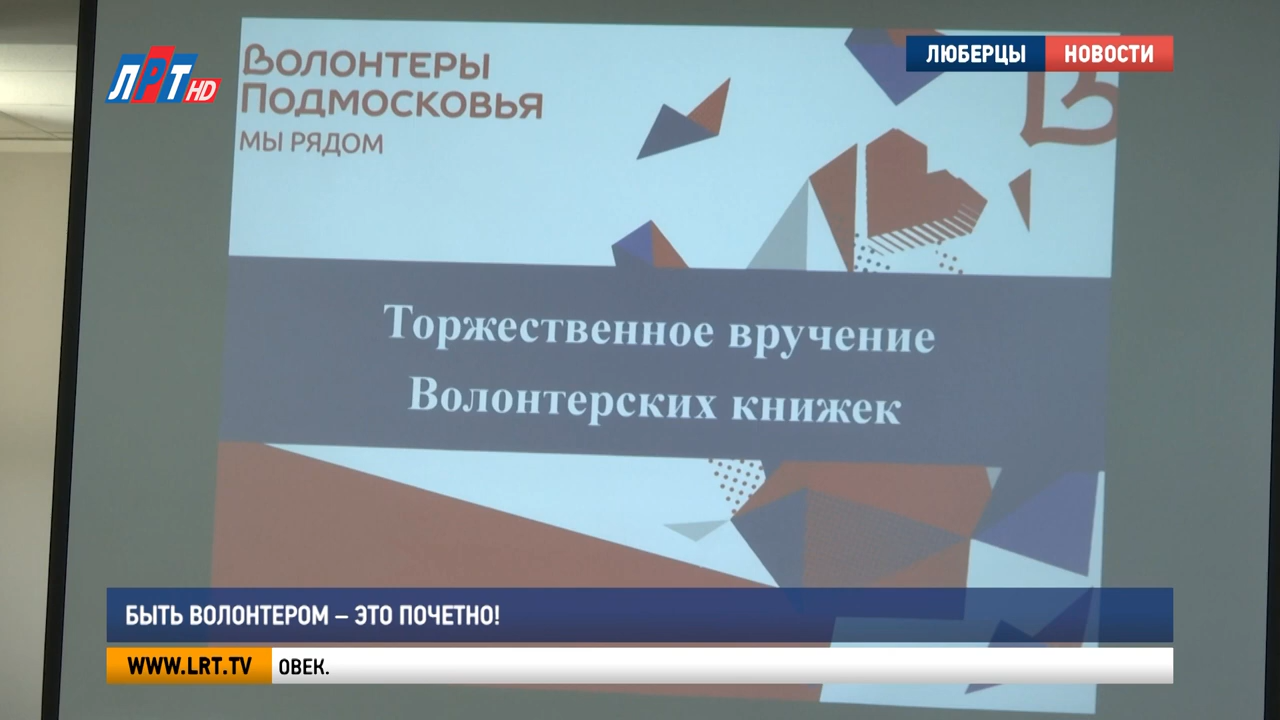 ЛРТ HD
ЛЮБЕРЦЫ НОВОСТИ
ВОЛОНТЕРЫ
ПОДМОСКОВЬЯ
МЫ РЯДОМ
Торжественное вручение
Волонтерских книжек
БЫТЬ ВОЛОНТЕРОМ – ЭТО ПОЧЕТНО!
WWW.LRT.TV ОВЕК.